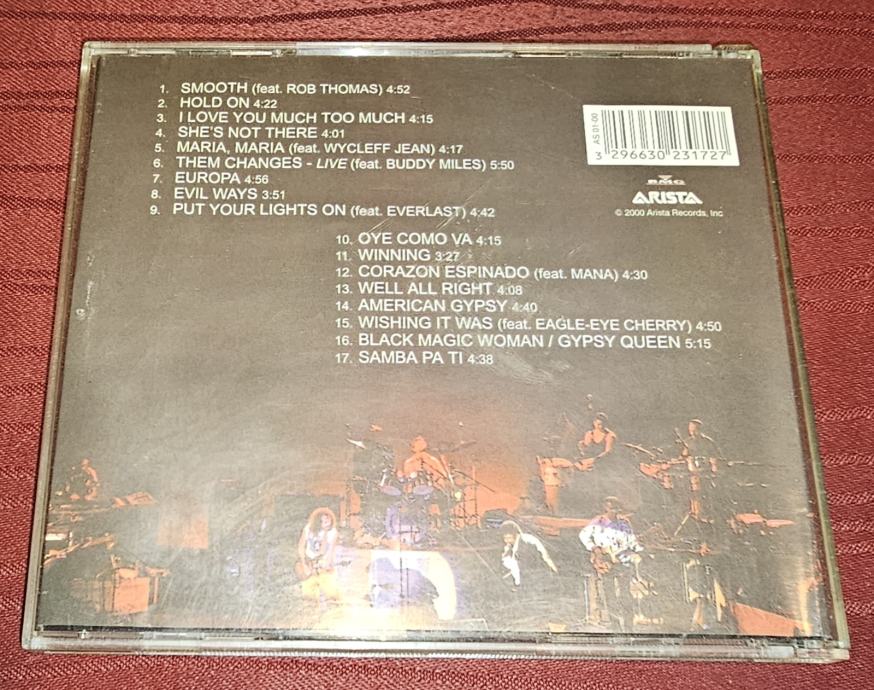 1. SMOOTH (feat. ROB THOMAS) 4:52
2. HOLD ON 4:22
3. I LOVE YOU MUCH TOO MUCH 4:15
4. SHE'S NOT THERE 4:01
5. MARIA, MARIA (feat. WYCLEFF JEAN) 4:17
6. THEM CHANGES - LIVE (feat. BUDDY MILES) 5:50
7. EUROPA 4:56
8. EVIL WAYS 3:51
9. PUT YOUR LIGHTS ON (feat. EVERLAST) 4:42
10. OYE COMO VA 4:15
11. WINNING 3:27
12. CORAZON ESPINADO (feat. MANA) 4:30
13. WELL ALL RIGHT 4:08
14. AMERICAN GYPSY 4:40
15. WISHING IT WAS (feat. EAGLE-EYE CHERRY) 4:50
16. BLACK MAGIC WOMAN / GYPSY QUEEN 5:15
17. SAMBA PA TI 4:38
AS 01-00
3 296630 231727
BMG
ARISTA
© 2000 Arista Records, Inc